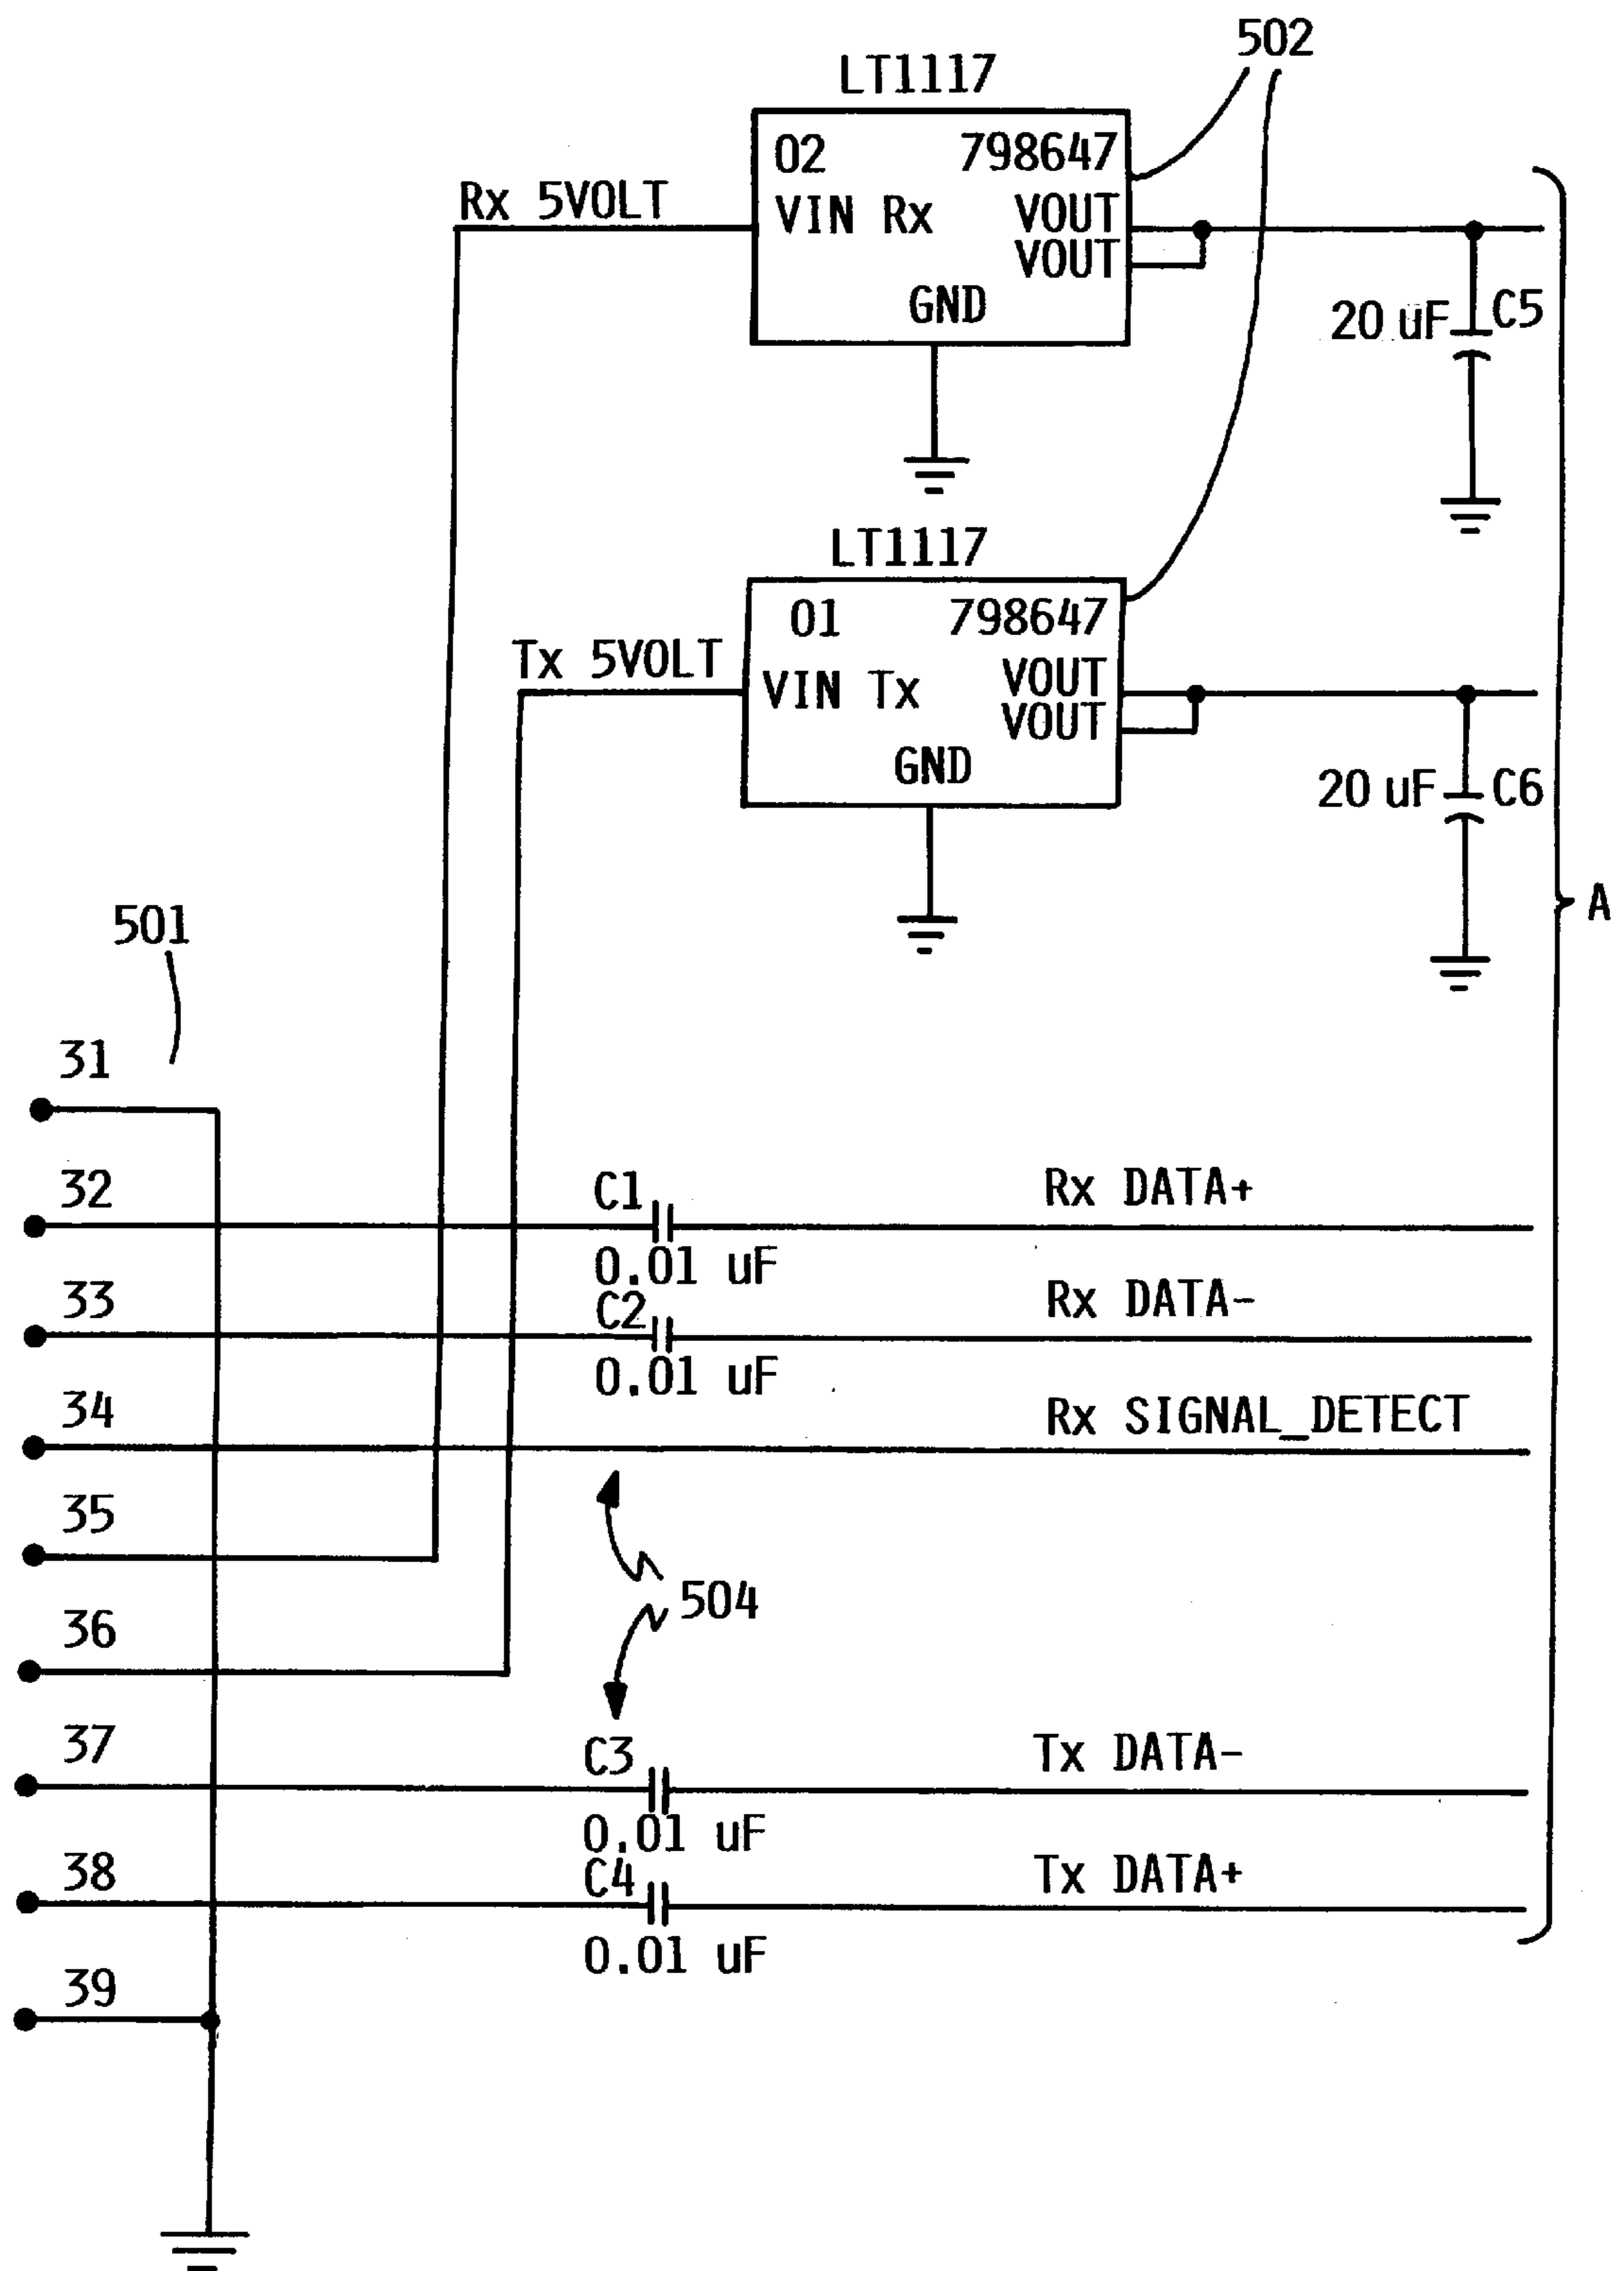 502
LT1117
02 798647
Rx 5VOLT
VIN Rx VOUT
VOUT
GND
20 uF C5
LT1117
01 798647
Tx 5VOLT
VIN Tx VOUT
VOUT
GND
20 uF C6
A
501
31
32
C1
Rx DATA+
0.01 uF
33
C2
Rx DATA-
0.01 uF
34
Rx SIGNAL_DETECT
35
504
36
37
C3
Tx DATA-
0.01 uF
38
C4
Tx DATA+
0.01 uF
39